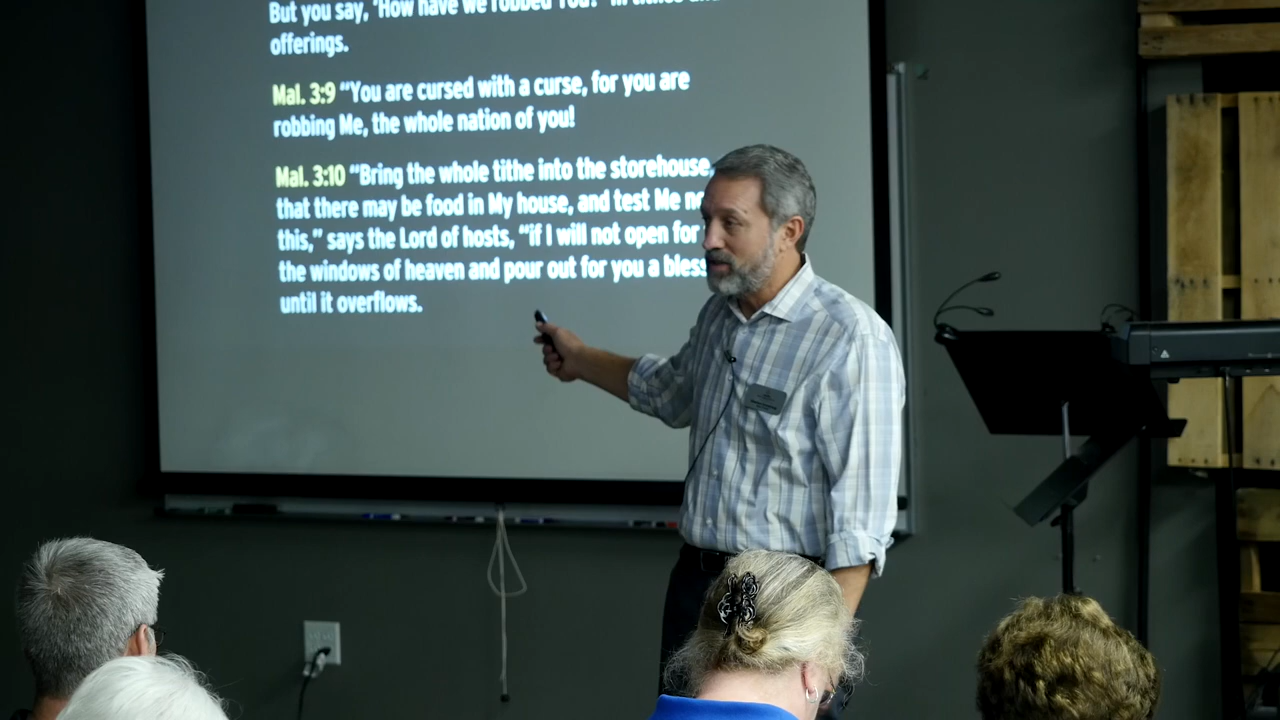 But you say, 'How have we robbed You?' In tithes and
offerings.
Mal. 3:9 “You are cursed with a curse, for you are
robbing Me, the whole nation of you!
Mal. 3:10 “Bring the whole tithe into the storehouse,
that there may be food in My house, and test Me
this,” says the Lord of hosts, “if I will not open for
the windows of heaven and pour out for you a
until it overflows.